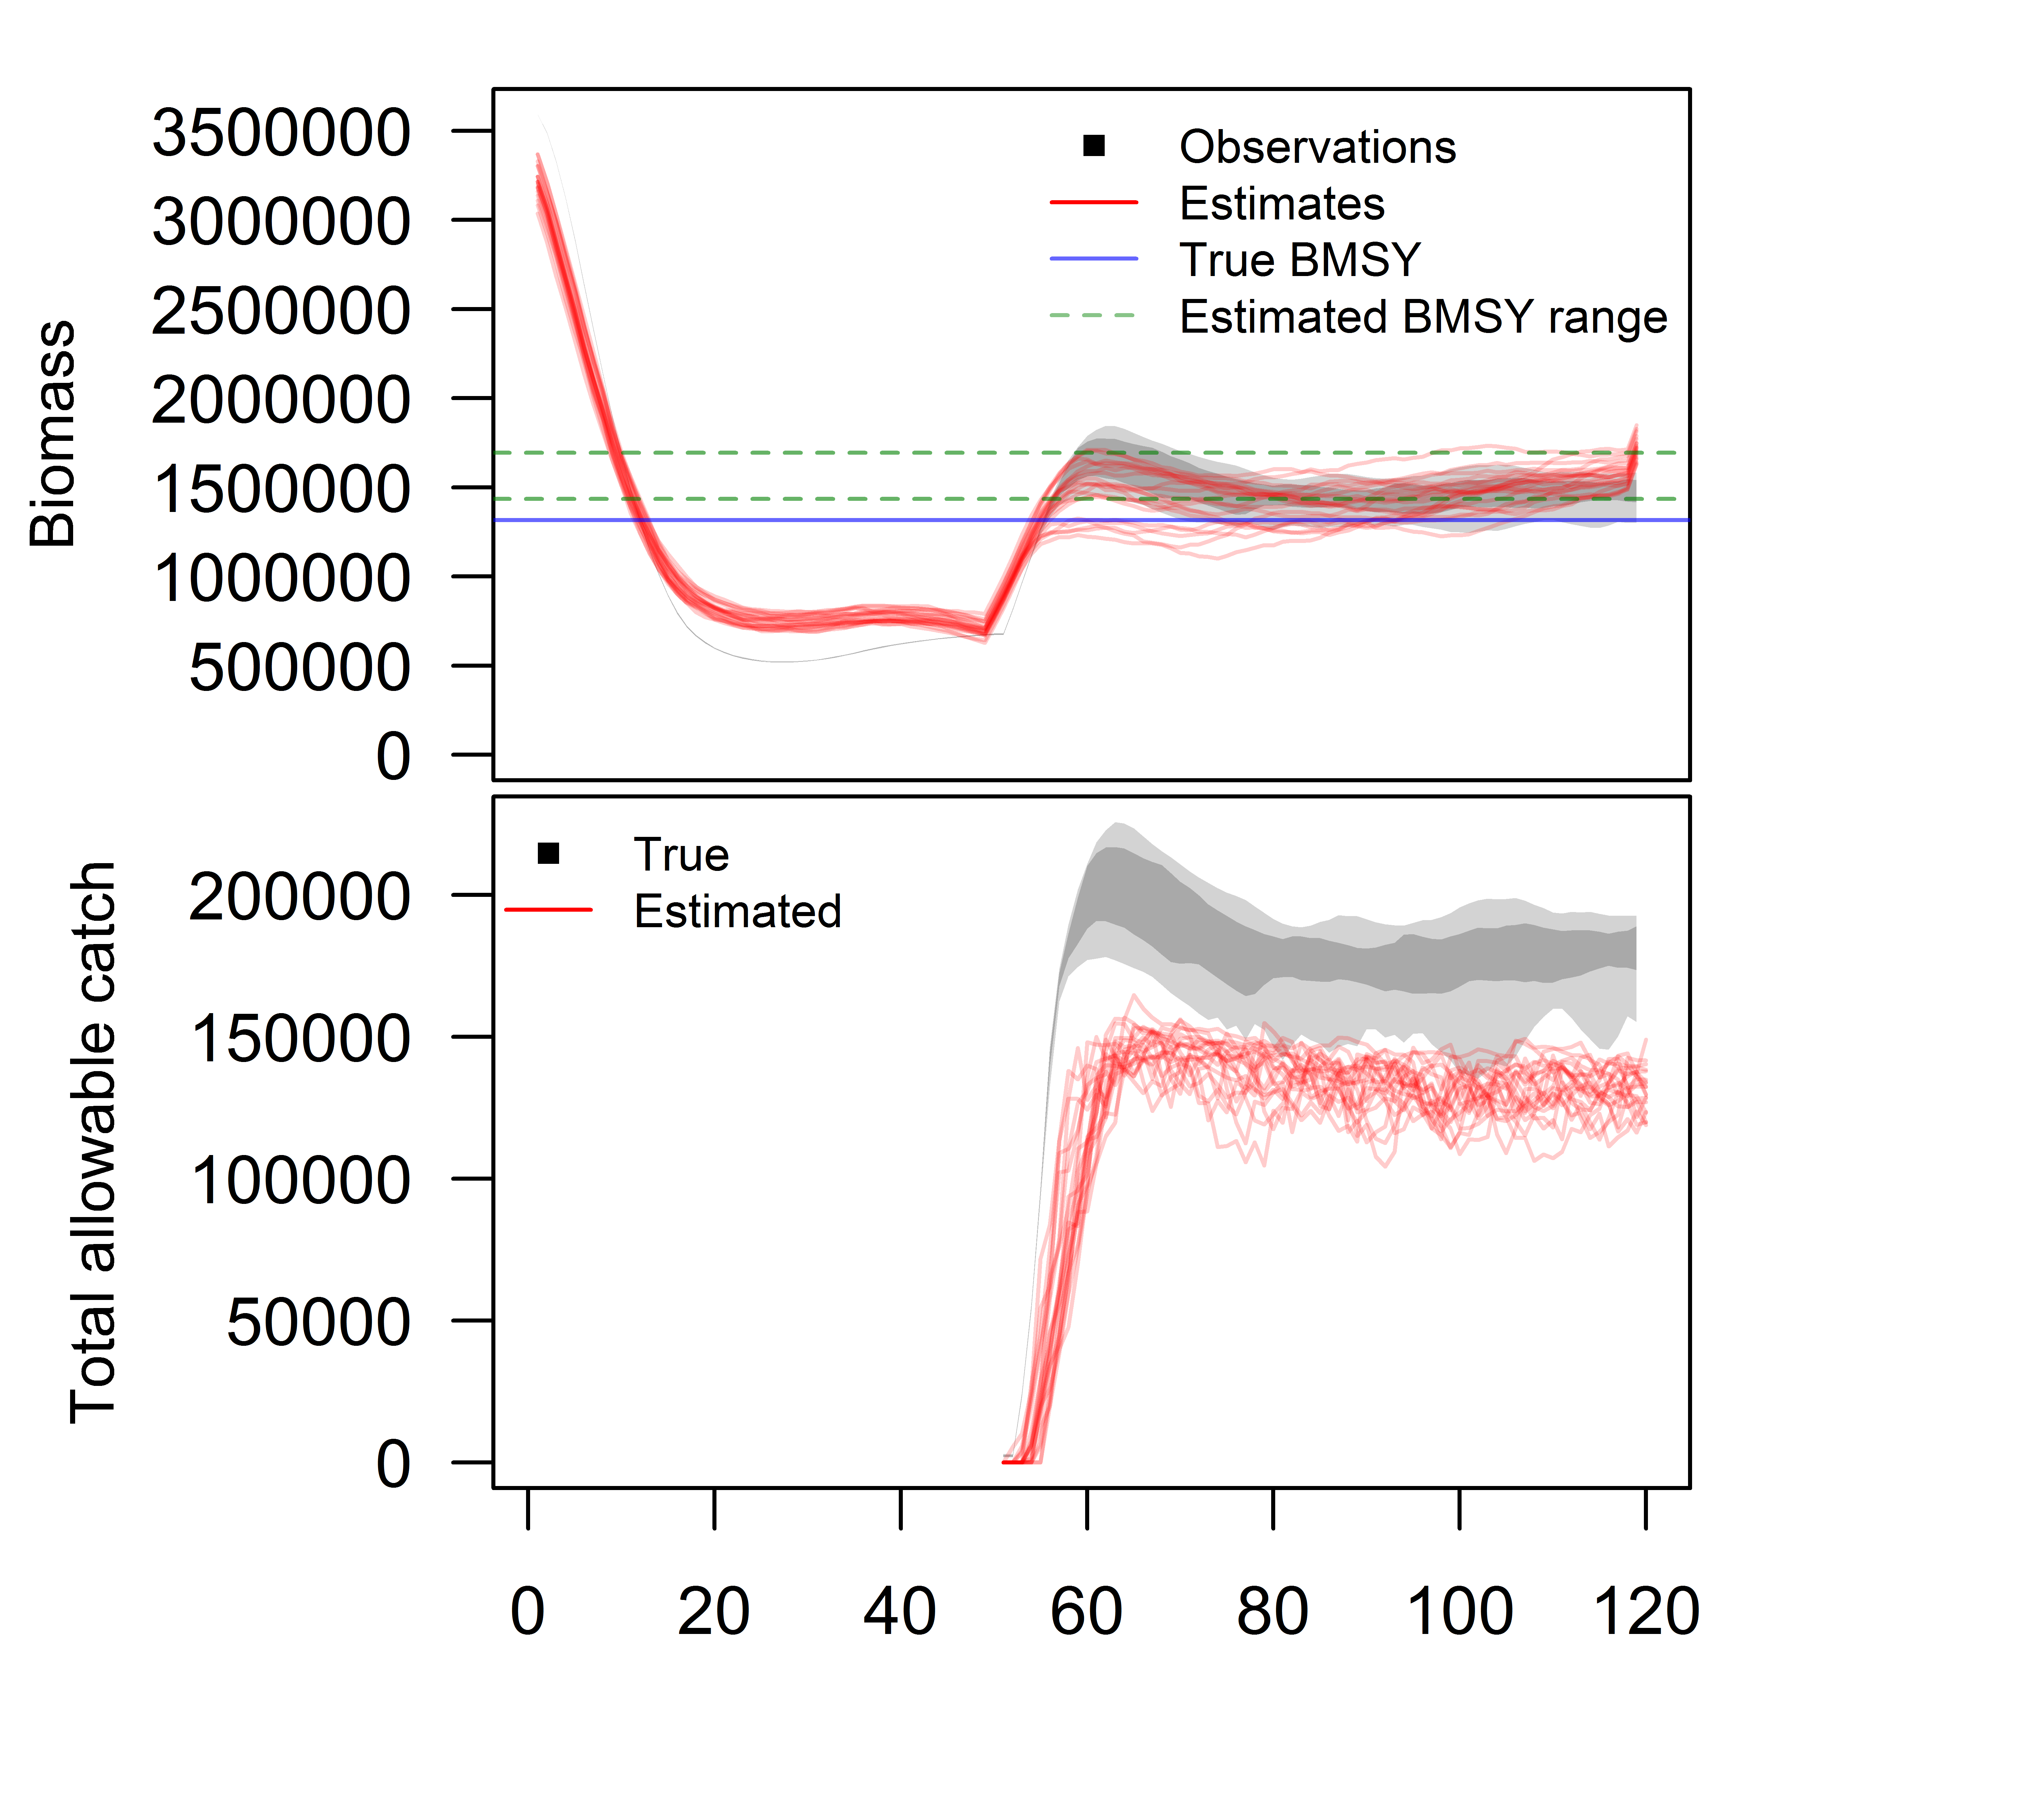 Biomass
3500000
3000000
2500000
2000000
1500000
1000000
500000
0
Observations
Estimates
True BMSY
Estimated BMSY range
Total allowable catch
200000
150000
100000
50000
0
True
Estimated
0 20 40 60 80 100 120